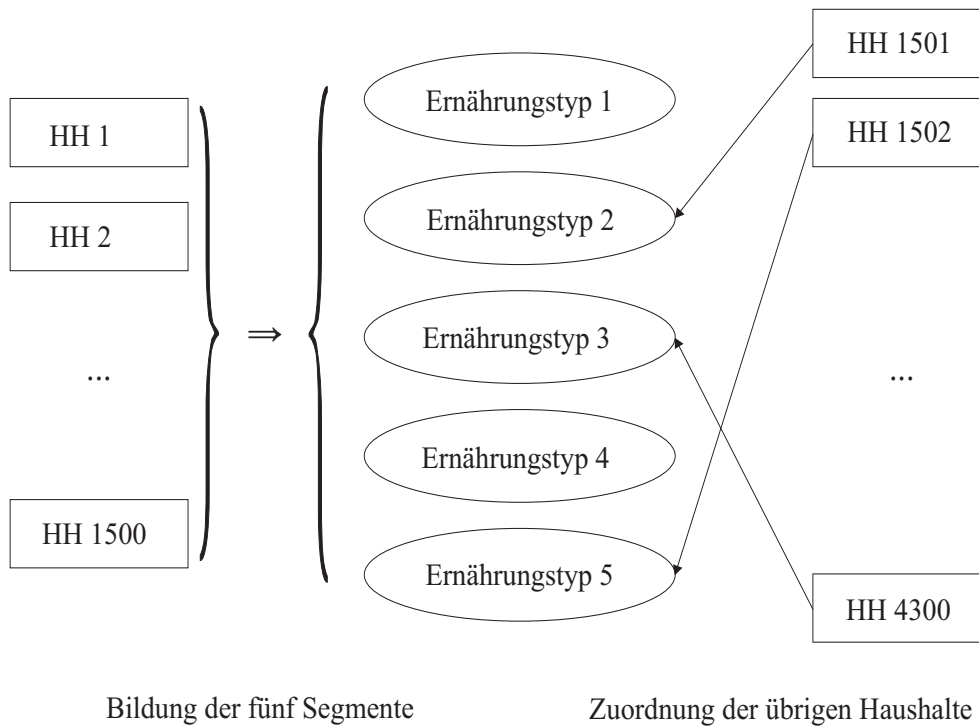 HH 1
HH 2
...
HH 1500
⇒
Ernährungstyp 1
Ernährungstyp 2
Ernährungstyp 3
Ernährungstyp 4
Ernährungstyp 5
HH 1501
HH 1502
...
HH 4300
Bildung der fünf Segmente
Zuordnung der übrigen Haushalte